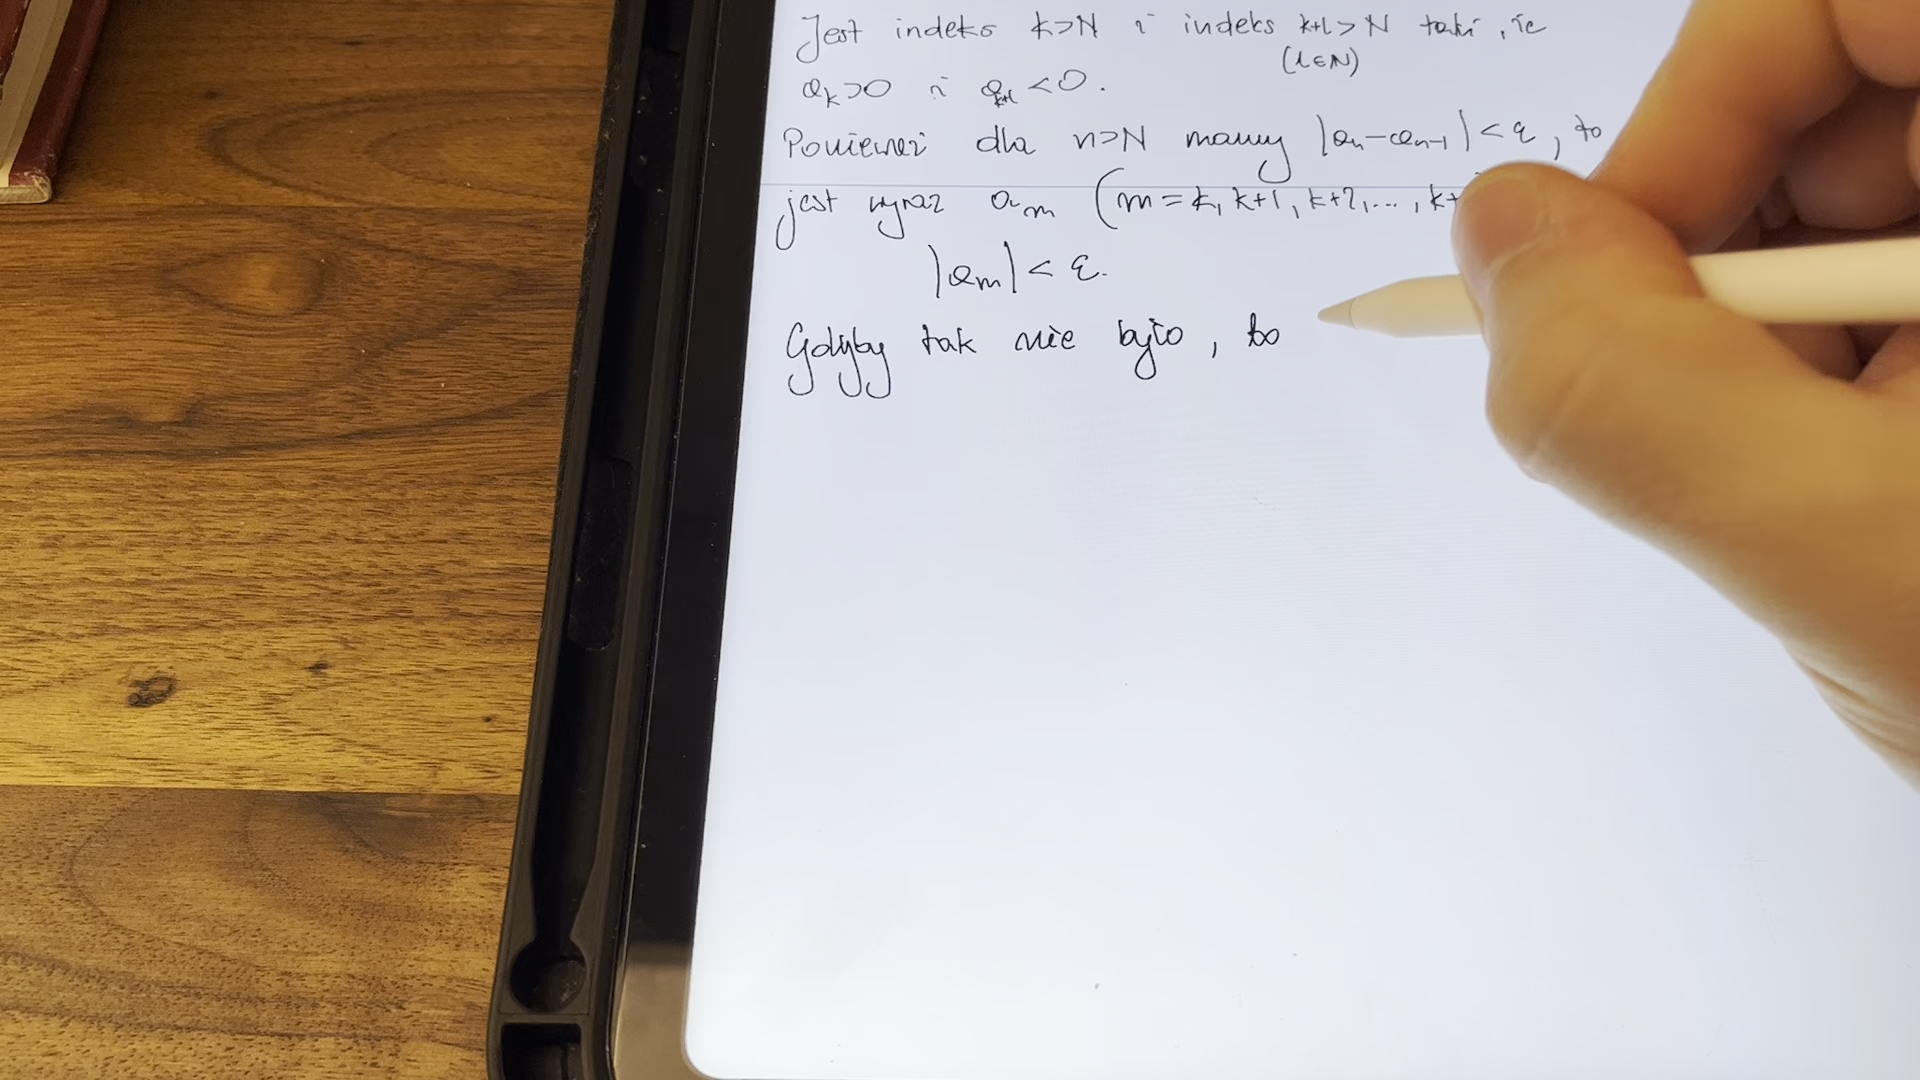 Jest indeks k>N i indeks k+l>N taki, że
(l∈N)
a_k>0 i a_{k+l}<0.
Ponieważ dla n>N mamy |a_n-a_{n-1}|<ε, to
jest wyraz a_m (m=k, k+1, k+2, ..., k+
|a_m|<ε.
Gdyby tak nie było, to